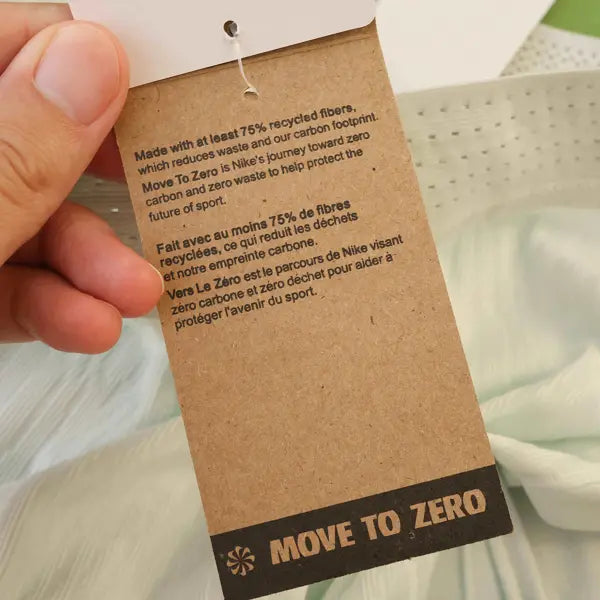 Made with at least 75% recycled fibers,
which reduces waste and our carbon footprint.
Move To Zero is Nike's journey toward zero
carbon and zero waste to help protect the
future of sport.
Fait avec au moins 75% de fibres
recyclées, ce qui reduit les déchets
et notre empreinte carbone.
Vers Le Zéro est le parcours de Nike visant
zéro carbone et zéro déchet pour aider à
protéger l'avenir du sport.
MOVE TO ZERO